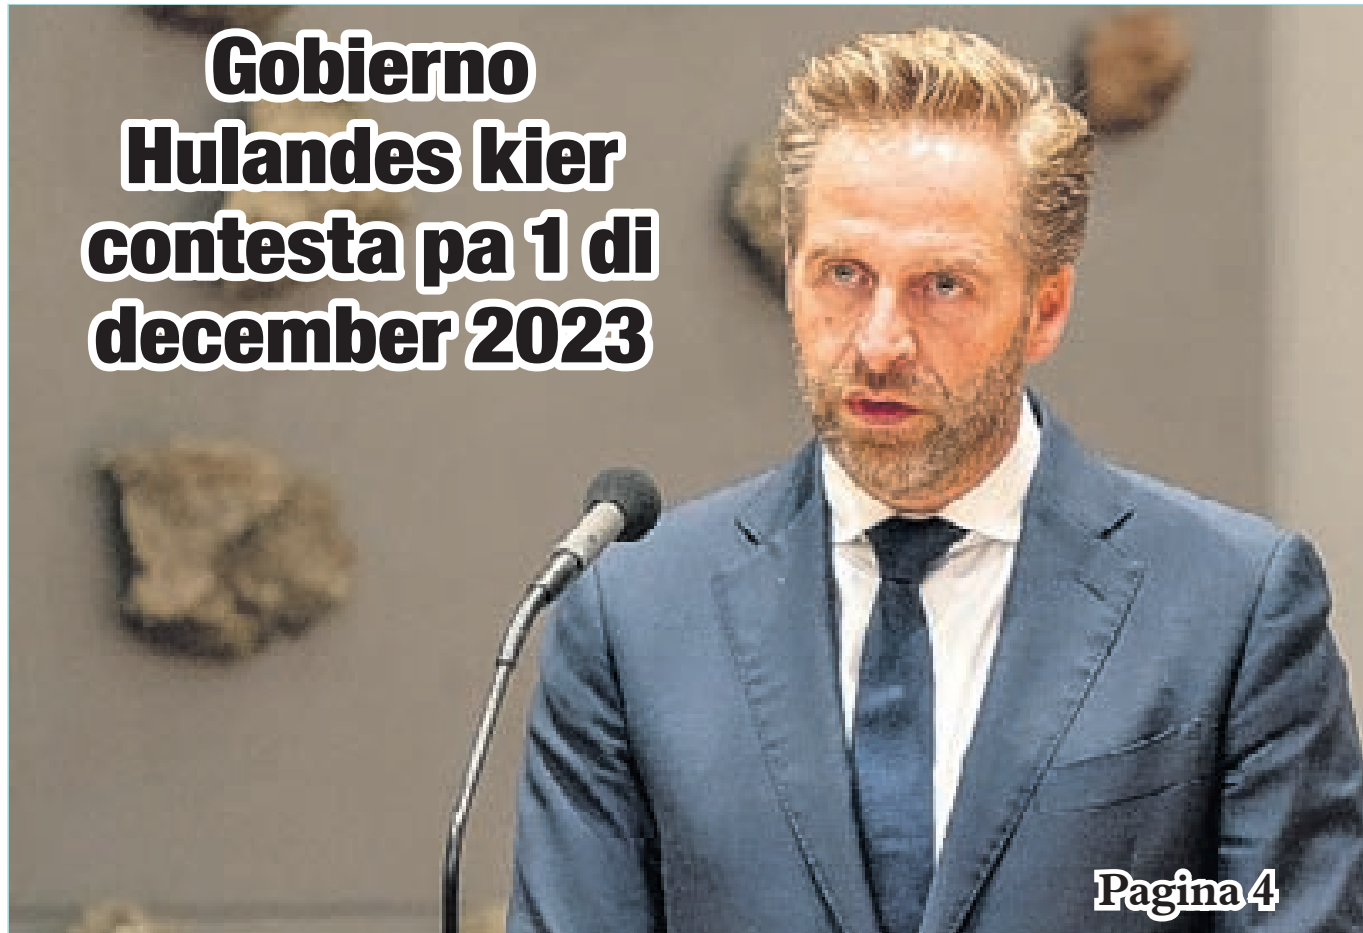 Gobierno
Hulandes kier
contesta pa 1 di
december 2023
Pagina 4